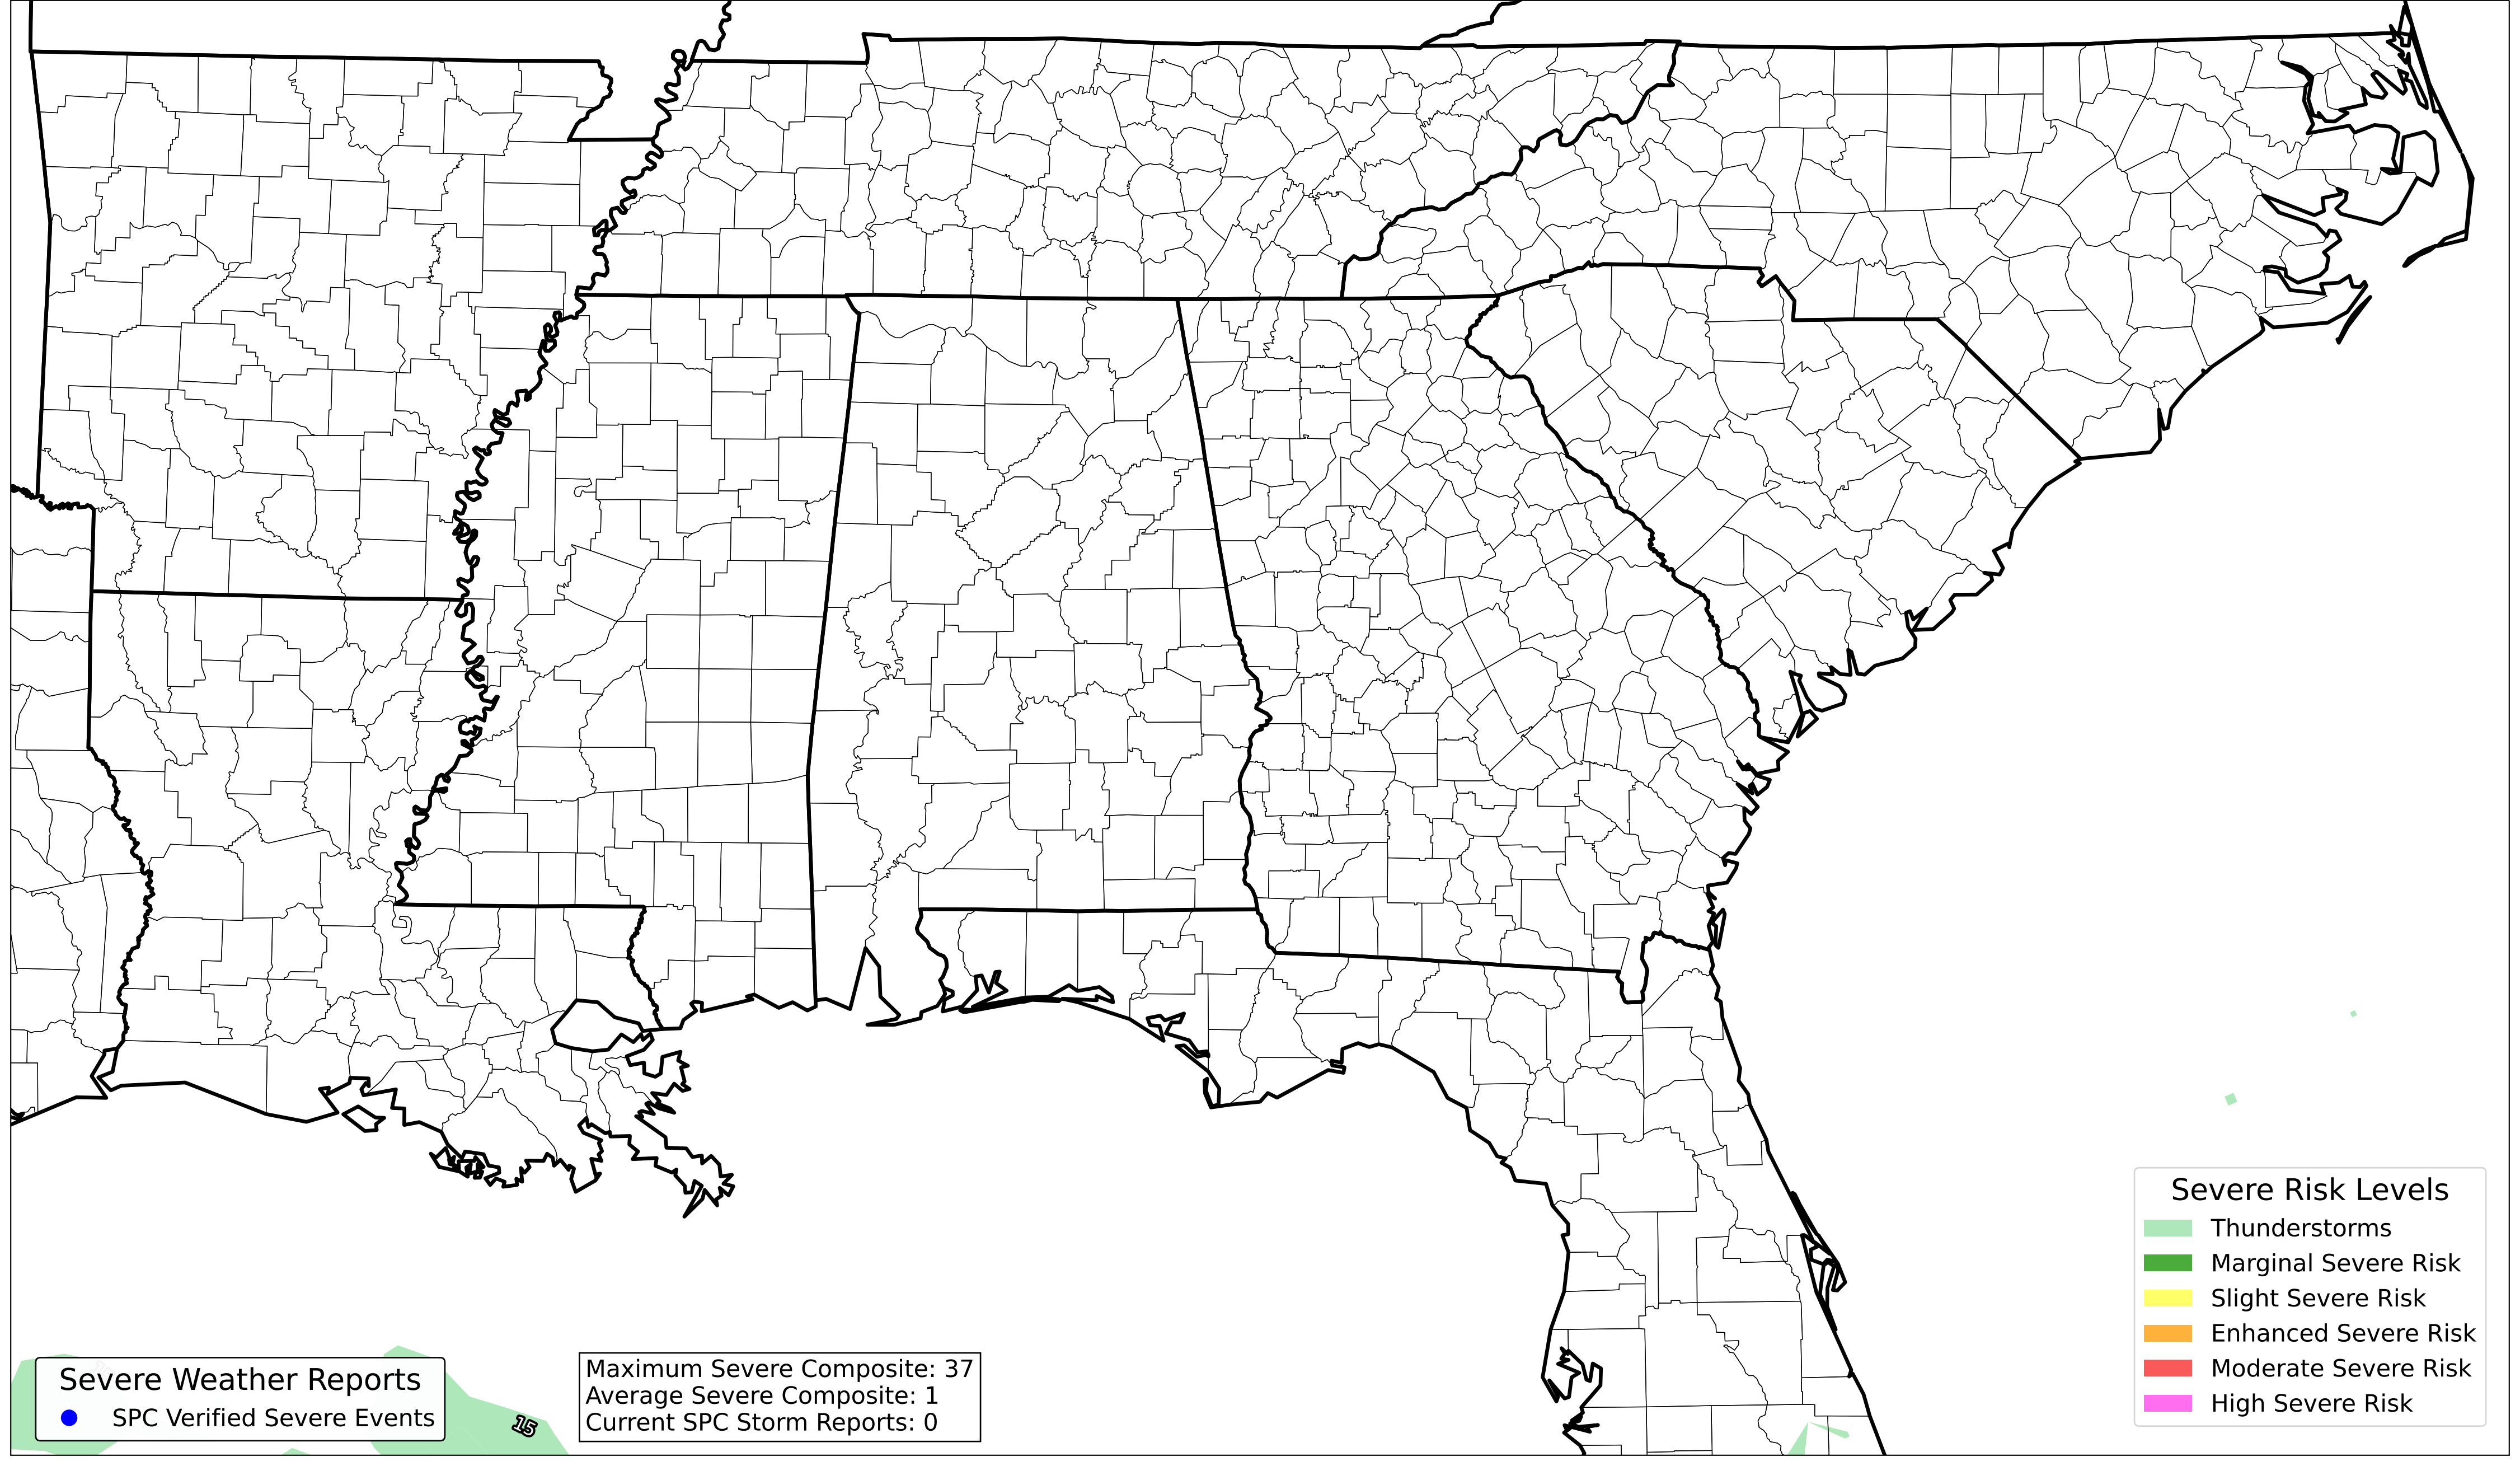 Severe Risk Levels
Thunderstorms
Marginal Severe Risk
Slight Severe Risk
Enhanced Severe Risk
Moderate Severe Risk
High Severe Risk
Severe Weather Reports
SPC Verified Severe Events
15
Maximum Severe Composite: 37
Average Severe Composite: 1
Current SPC Storm Reports: 0